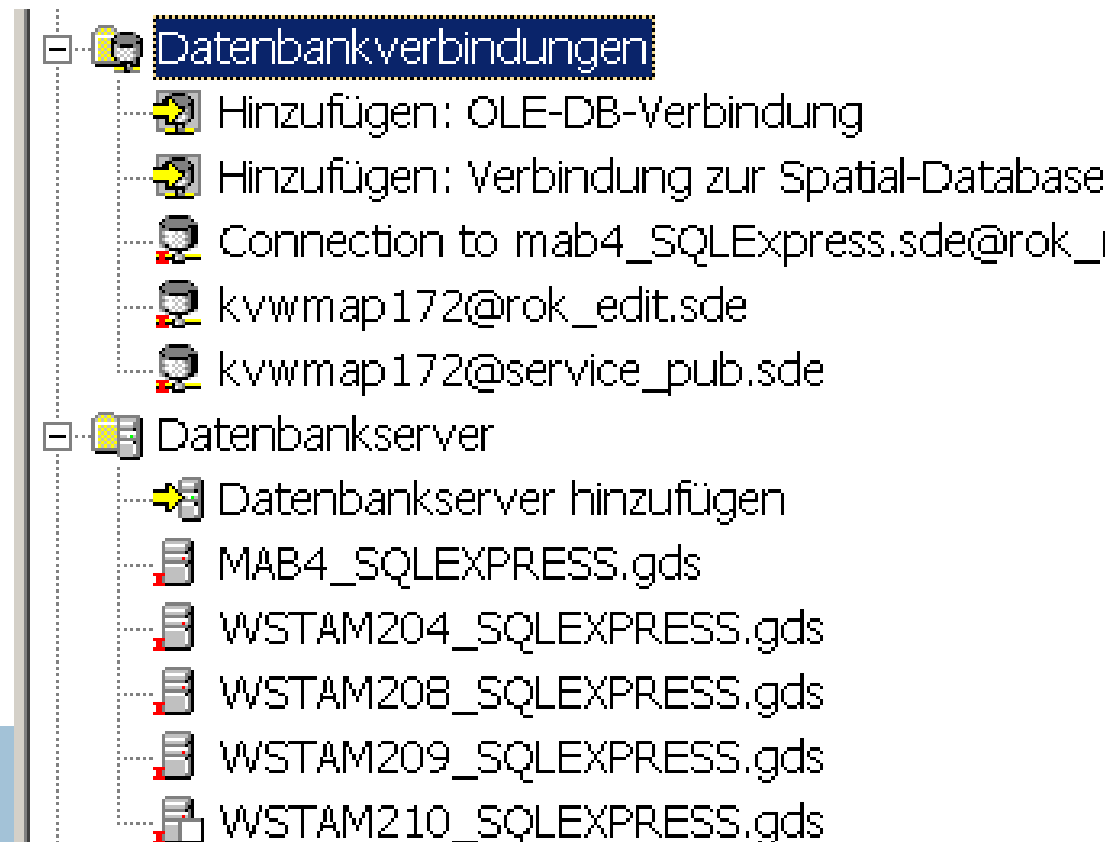 Datenbankverbindungen
Hinzufügen: OLE-DB-Verbindung
Hinzufügen: Verbindung zur Spatial-Database
Connection to mab4_SQLExpress.sde@rok_
kvwmap172@rok_edit.sde
kvwmap172@service_pub.sde
Datenbankserver
Datenbankserver hinzufügen
MAB4_SQLEXPRESS.gds
WSTAM204_SQLEXPRESS.gds
WSTAM208_SQLEXPRESS.gds
WSTAM209_SQLEXPRESS.gds
WSTAM210_SQLEXPRESS.gds